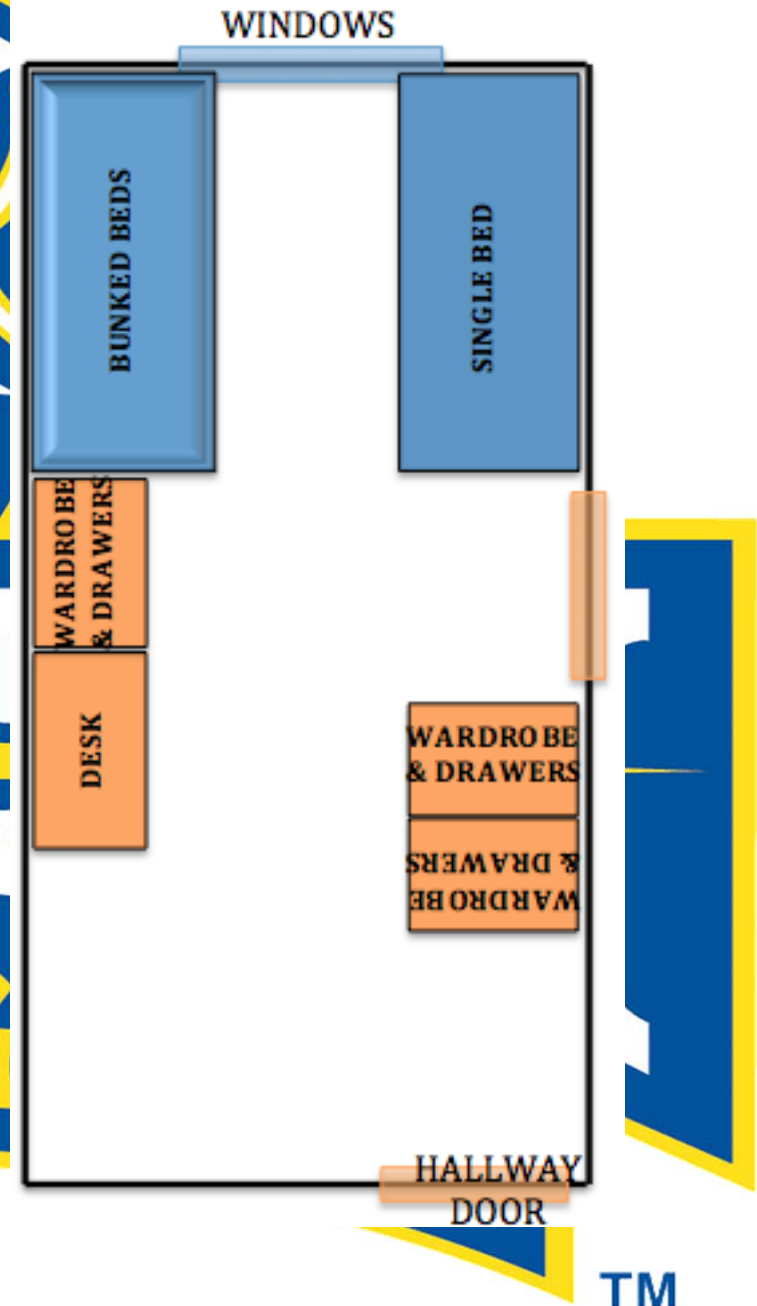 WINDOWS
BUNKED BEDS
SINGLE BED
WARDROBE
& DRAWERS
DESK
WARDROBE
& DRAWERS
WARDROBE
& DRAWERS
HALLWAY
DOOR
TM